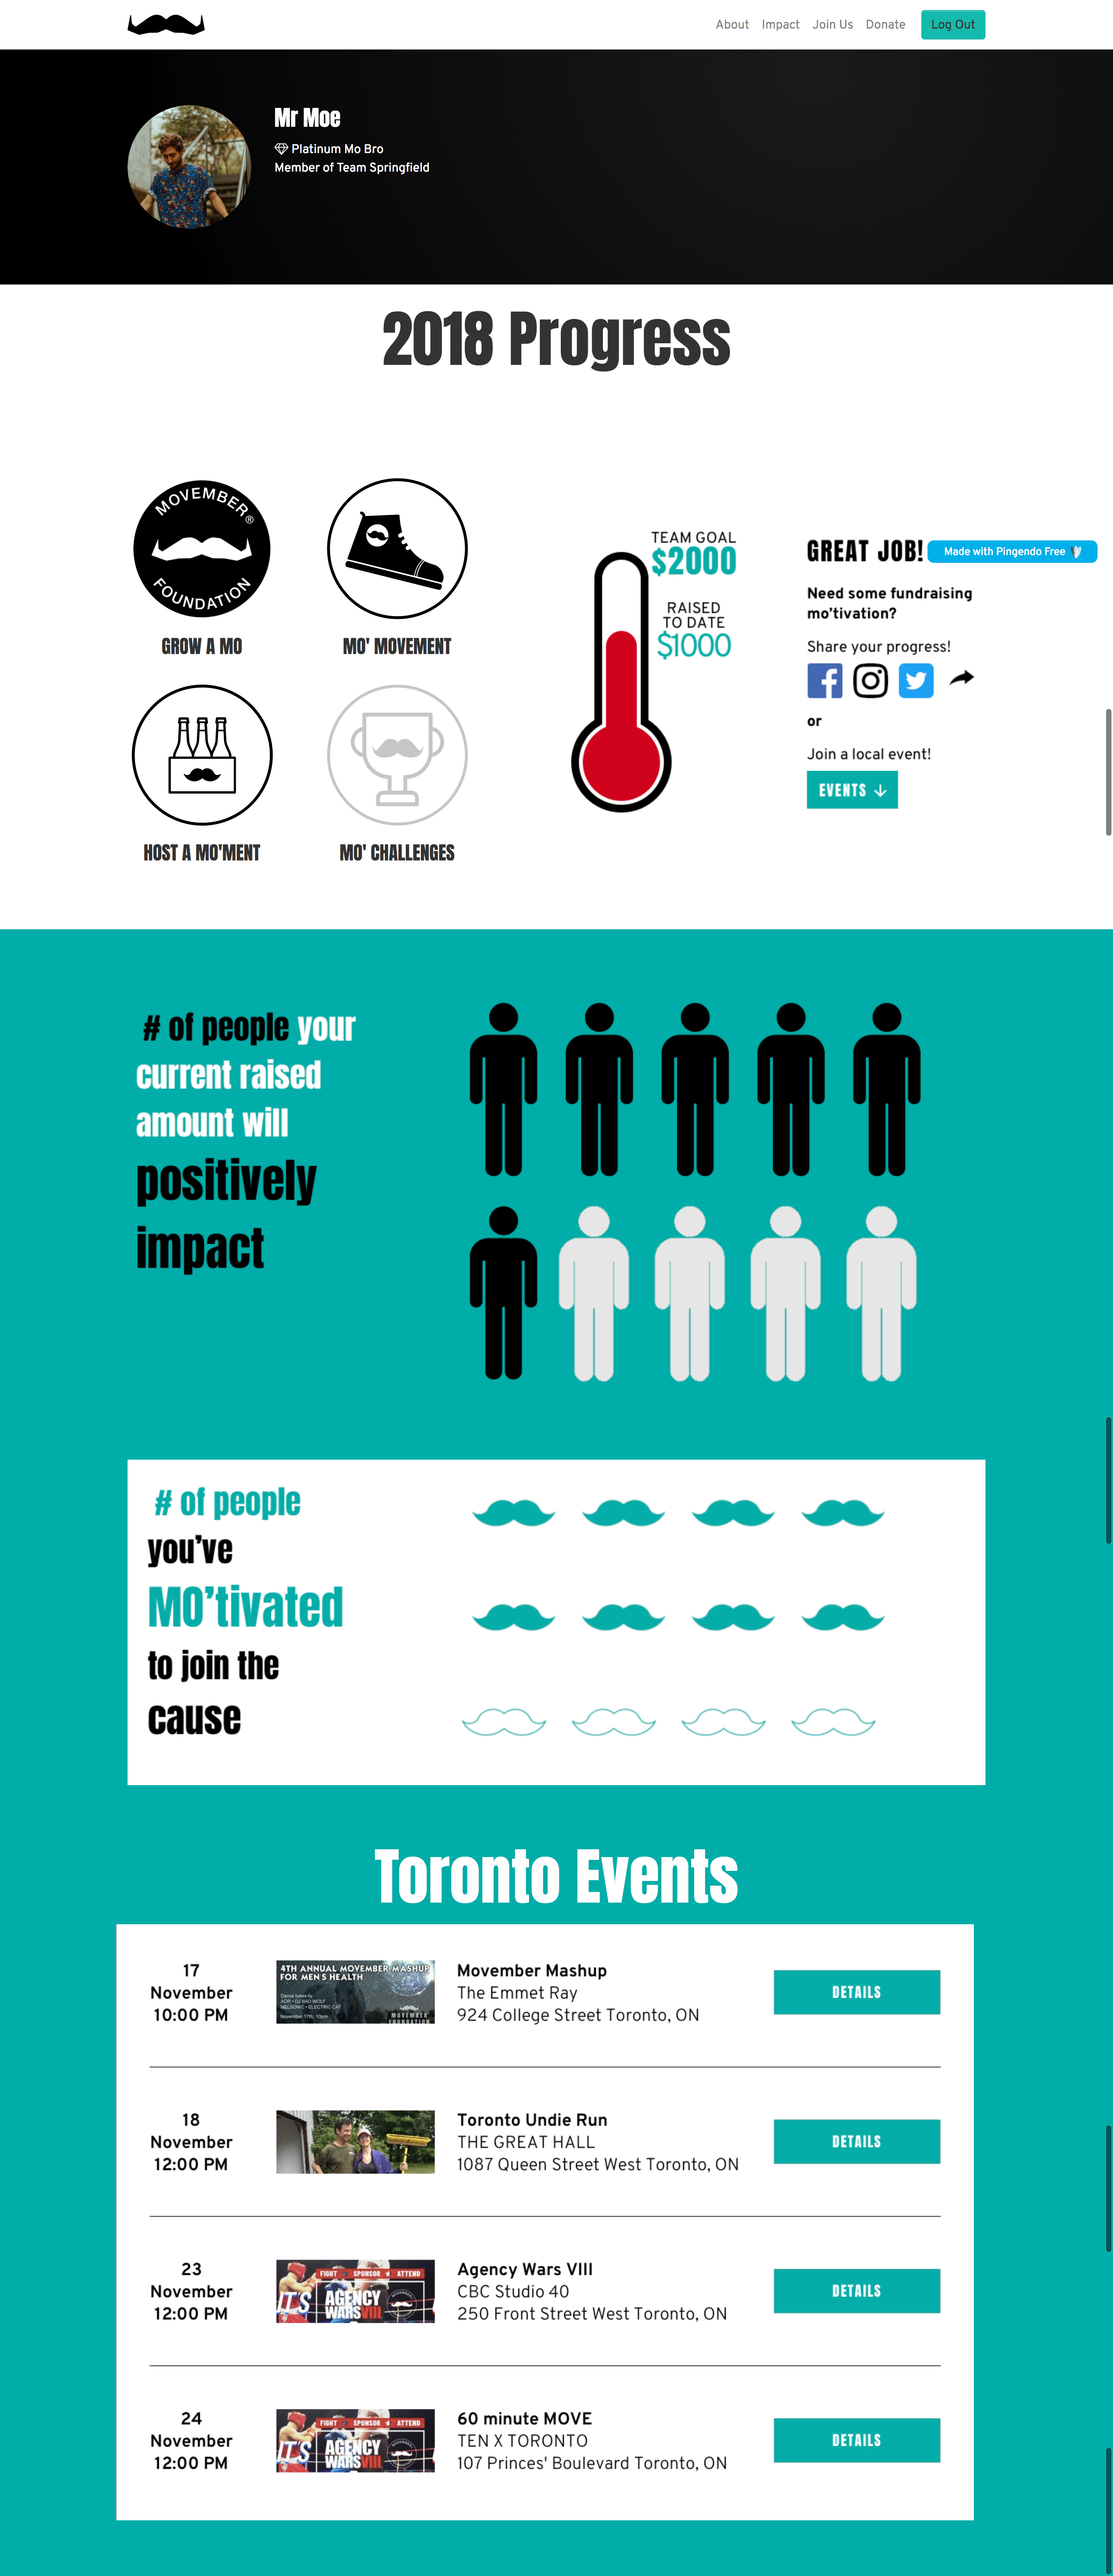 About Impact Join Us Donate Log Out
Mr Moe
Platinum Mo Bro
Member of Team Springfield
2018 Progress
MOVEMBER®
FOUNDATION
GROW A MO
MO' MOVEMENT
HOST A MO'MENT
MO' CHALLENGES
TEAM GOAL
$2000
RAISED
TO DATE
$1000
GREAT JOB!
Made with Pingendo Free
Need some fundraising
mo’tivation?
Share your progress!
or
Join a local event!
EVENTS
# of people your
current raised
amount will
positively
impact
# of people
you’ve
MO’tivated
to join the
cause
Toronto Events
17
November
10:00 PM
4TH ANNUAL MOVEMBER MASHUP
FOR MEN'S HEALTH
November 17th, 10pm
MOVEMBER
FOUNDATION
Movember Mashup
The Emmet Ray
924 College Street Toronto, ON
DETAILS
18
November
12:00 PM
Toronto Undie Run
THE GREAT HALL
1087 Queen Street West Toronto, ON
DETAILS
23
November
12:00 PM
FIGHT SPONSOR ATTEND
IT'S AGENCY
WARSVIII
Agency Wars VIII
CBC Studio 40
250 Front Street West Toronto, ON
DETAILS
24
November
12:00 PM
FIGHT SPONSOR ATTEND
IT'S AGENCY
WARSVIII
60 minute MOVE
TEN X TORONTO
107 Princes' Boulevard Toronto, ON
DETAILS